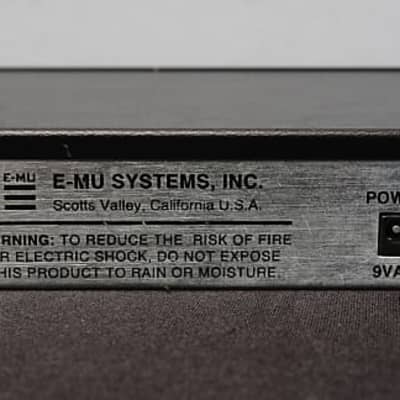 E-MU
E-MU SYSTEMS, INC.
Scotts Valley, California U.S.A.
ARNING: TO REDUCE THE RISK OF FIRE
R ELECTRIC SHOCK, DO NOT EXPOSE
HIS PRODUCT TO RAIN OR MOISTURE.
POW
9VA